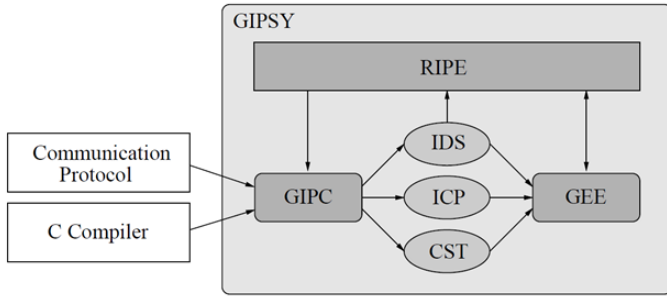 GIPSY
RIPE
IDS
Communication
Protocol
GIPC
ICP
GEE
C Compiler
CST